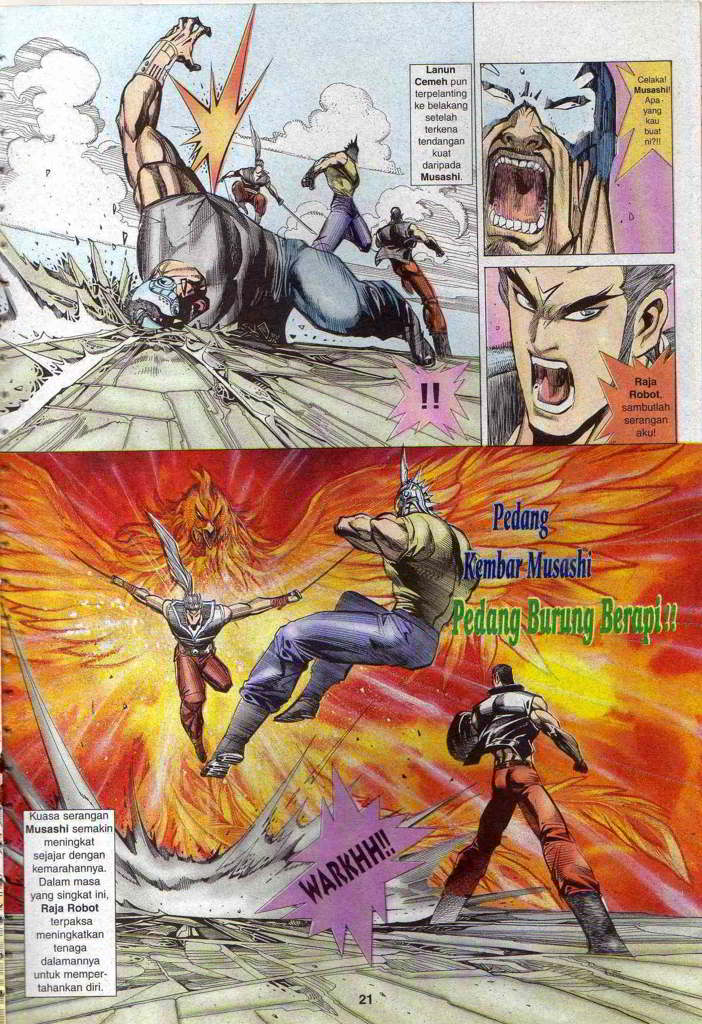 Lanun
Cemeh pun
terpelanting
ke belakang
setelah
terkena
tendangan
kuat
daripada
Musashi.
Celaka!
Musashi!
Apa-
yang
kau
buat
ni?!!
!!
Raja
Robot,
sambutlah
serangan
aku!
Pedang
Kembar Musashi
Pedang Burung Berapi!!
WARKHH!!
Kuasa serangan
Musashi semakin
meningkat
sejajar dengan
kemarahannya.
Dalam masa
yang singkat ini,
Raja Robot
terpaksa
meningkatkan
tenaga
dalamannya
untuk memper-
tahankan diri.
21